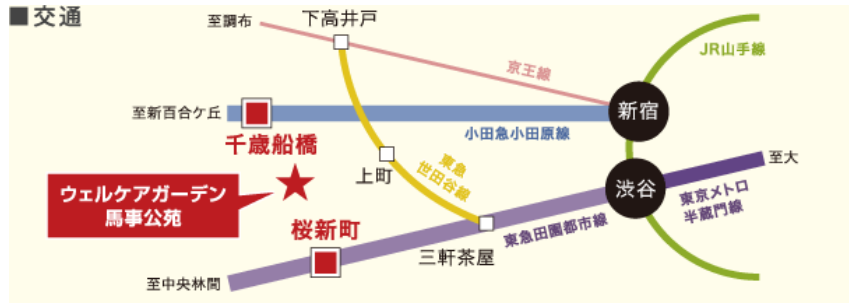 ■交通
至調布
下高井戸
京王線
JR山手線
新宿
至新百合ケ丘
小田急小田原線
千歳船橋
上町
東急
世田谷線
ウェルケアガーデン
馬事公苑
桜新町
三軒茶屋
東急田園都市線
渋谷
至大
東京メトロ
半蔵門線
至中央林間